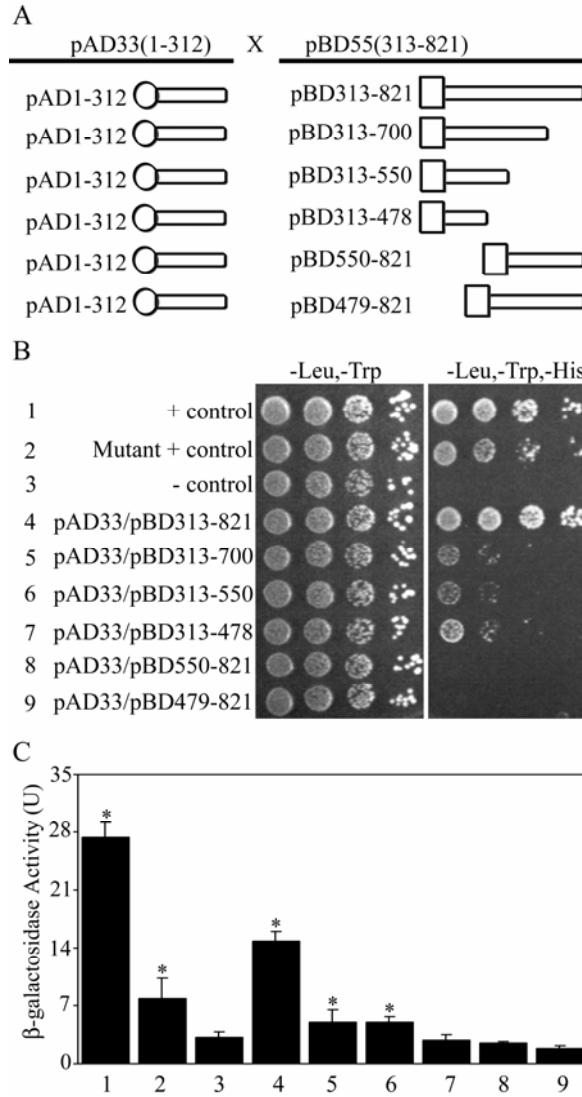 A
pAD33(1-312) X pBD55(313-821)
pAD1-312 pBD313-821
pAD1-312 pBD313-700
pAD1-312 pBD313-550
pAD1-312 pBD313-478
pAD1-312 pBD550-821
pAD1-312 pBD479-821
B
-Leu,-Trp -Leu,-Trp,-His
1 + control
2 Mutant + control
3 - control
4 pAD33/pBD313-821
5 pAD33/pBD313-700
6 pAD33/pBD313-550
7 pAD33/pBD313-478
8 pAD33/pBD550-821
9 pAD33/pBD479-821
C
β-galactosidase Activity (U)
35
28
21
14
7
0
* * * * *
1 2 3 4 5 6 7 8 9